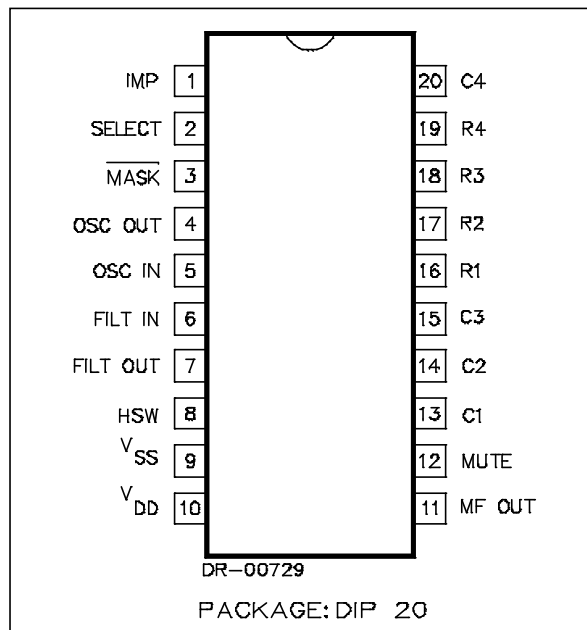 IMP 1 20 C4
SELECT 2 19 R4
MASK 3 18 R3
OSC OUT 4 17 R2
OSC IN 5 16 R1
FILT IN 6 15 C3
FILT OUT 7 14 C2
HSW 8 13 C1
VSS 9 12 MUTE
VDD 10 11 MF OUT
DR-00729
PACKAGE: DIP 20